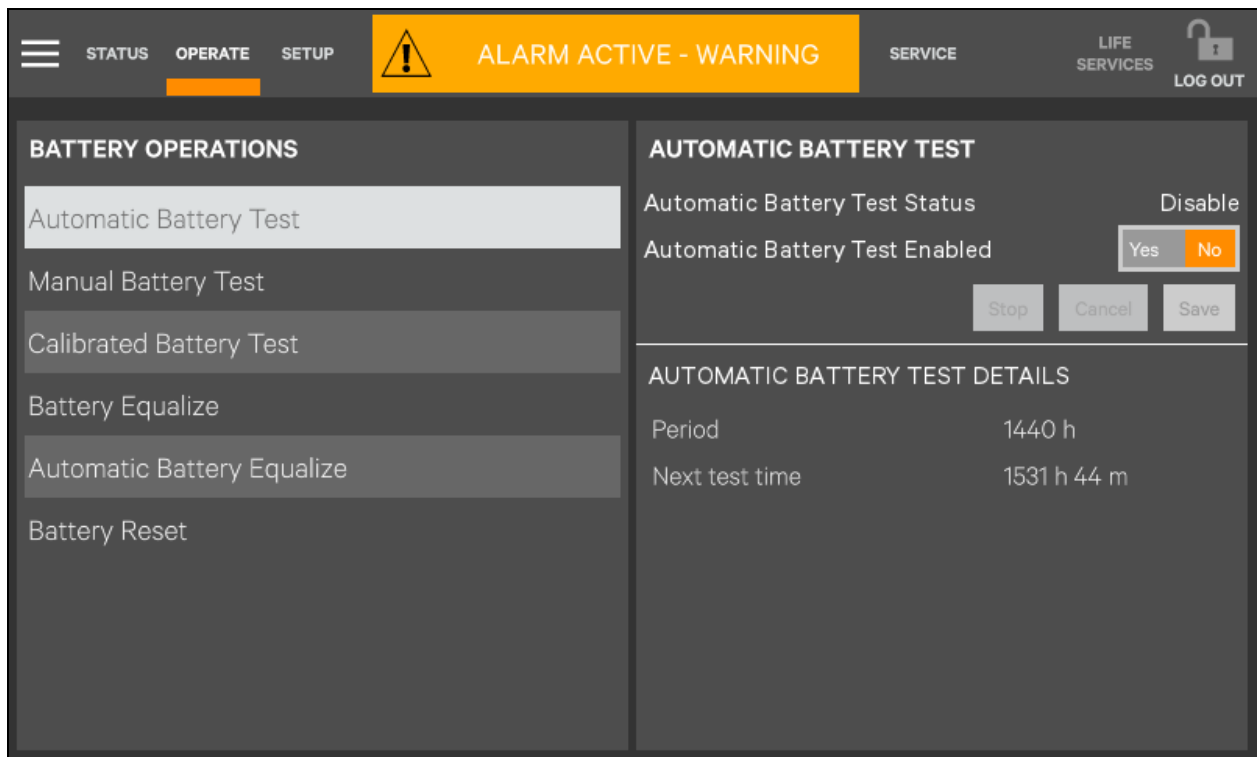 STATUS OPERATE SETUP ALARM ACTIVE - WARNING SERVICE LIFE SERVICES LOG OUT
BATTERY OPERATIONS
Automatic Battery Test
Manual Battery Test
Calibrated Battery Test
Battery Equalize
Automatic Battery Equalize
Battery Reset
AUTOMATIC BATTERY TEST
Automatic Battery Test Status Disable
Automatic Battery Test Enabled Yes No
Stop Cancel Save
AUTOMATIC BATTERY TEST DETAILS
Period 1440 h
Next test time 1531 h 44 m